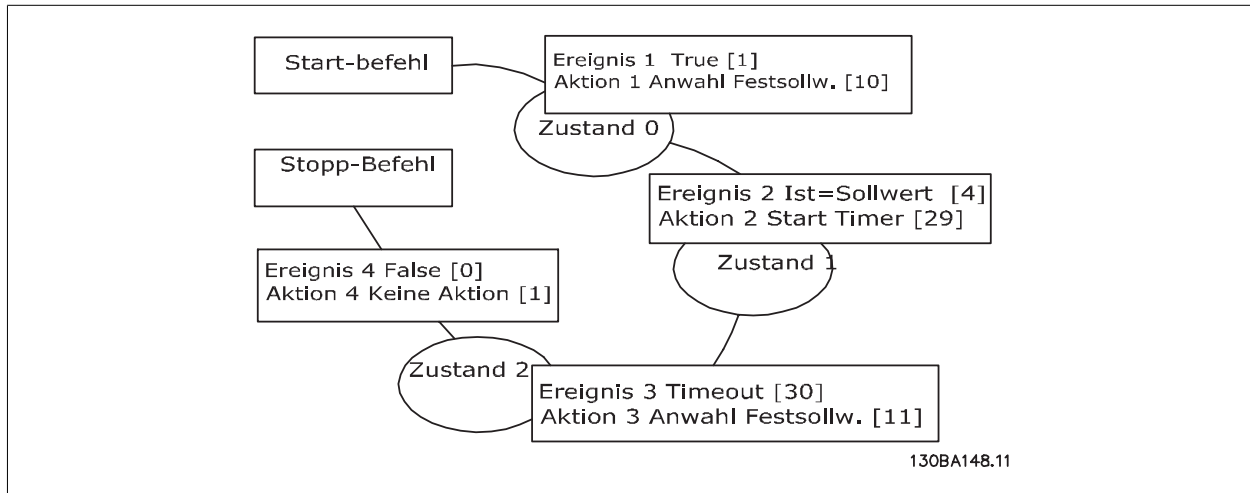 Start-befehl
Ereignis 1  True [1]
Aktion 1 Anwahl Festsollw. [10]
Zustand 0
Stopp-Befehl
Ereignis 2 Ist=Sollwert  [4]
Aktion 2 Start Timer [29]
Zustand 1
Ereignis 4 False [0]
Aktion 4 Keine Aktion [1]
Zustand 2
Ereignis 3 Timeout [30]
Aktion 3 Anwahl Festsollw. [11]
130BA148.11